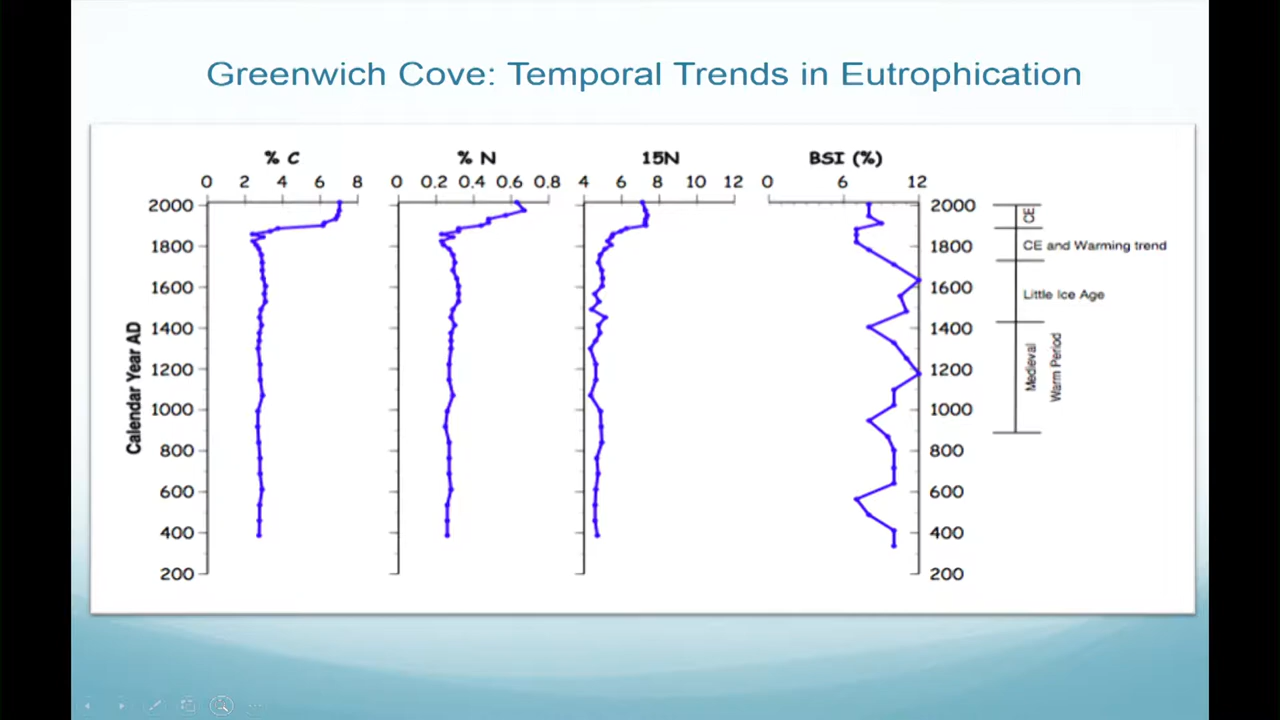 Greenwich Cove: Temporal Trends in Eutrophication
% C
% N
15N
BSI (%)
0 2 4 6 8
0 0.2 0.4 0.6 0.8
4 6 8 10 12
0 6 12
Calendar Year AD
2000
1800
1600
1400
1200
1000
800
600
400
200
2000
1800
1600
1400
1200
1000
800
600
400
200
CE
CE and Warming trend
Little Ice Age
Medieval
Warm Period